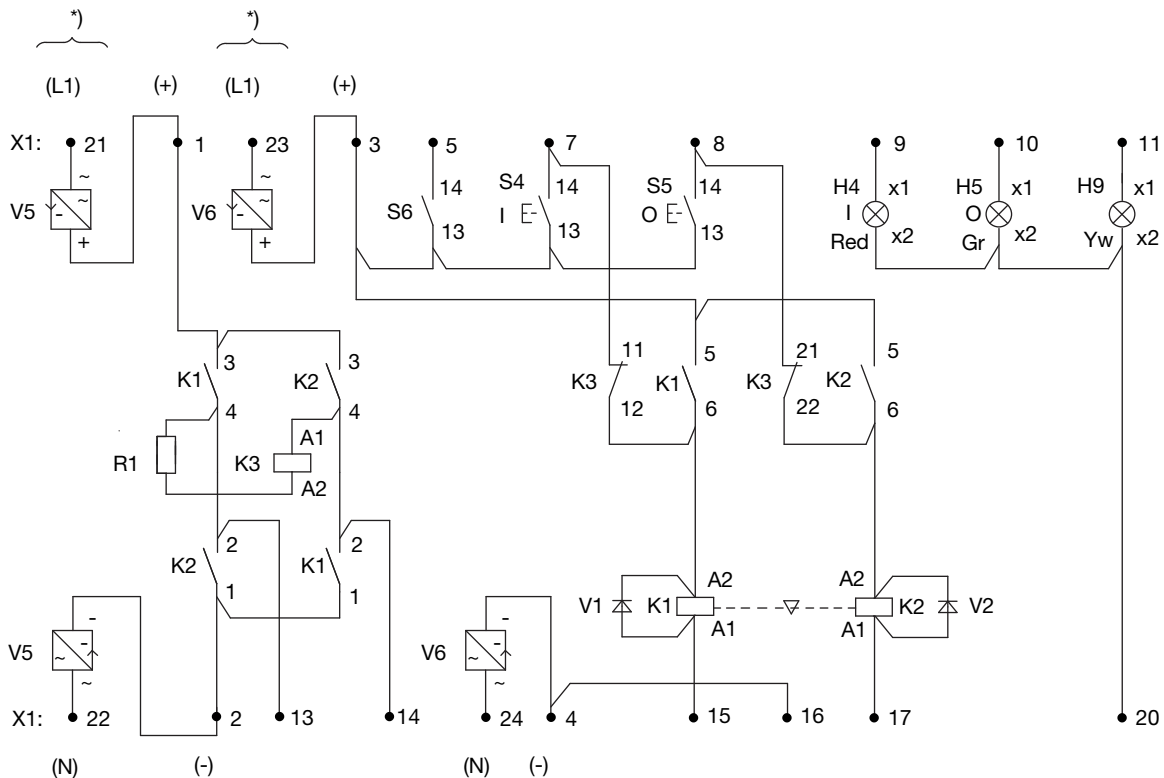 *) *)
(L1) (+) (L1) (+)
X1: 21 1 23 3 5 7 8 9 10 11
~ ~
V5 ~ - V6 ~ - S6 14 S4 14 S5 14 H4 x1 H5 x1 H9 x1
I O I O
+ + 13 13 13 Red x2 Gr x2 Yw x2
3 3 11 5 21 5
K1 K2 K3 K1 K3 K2
4 4 12 6 22 6
R1 K3 A1
A2
2 2
K2 K1
1 1
A2 A2
V1 K1 K2 V2
A1 A1
- -
V5 ~ - V6 ~ -
~ ~
X1: 22 2 13 14 24 4 15 16 17 20
(N) (-) (N) (-)